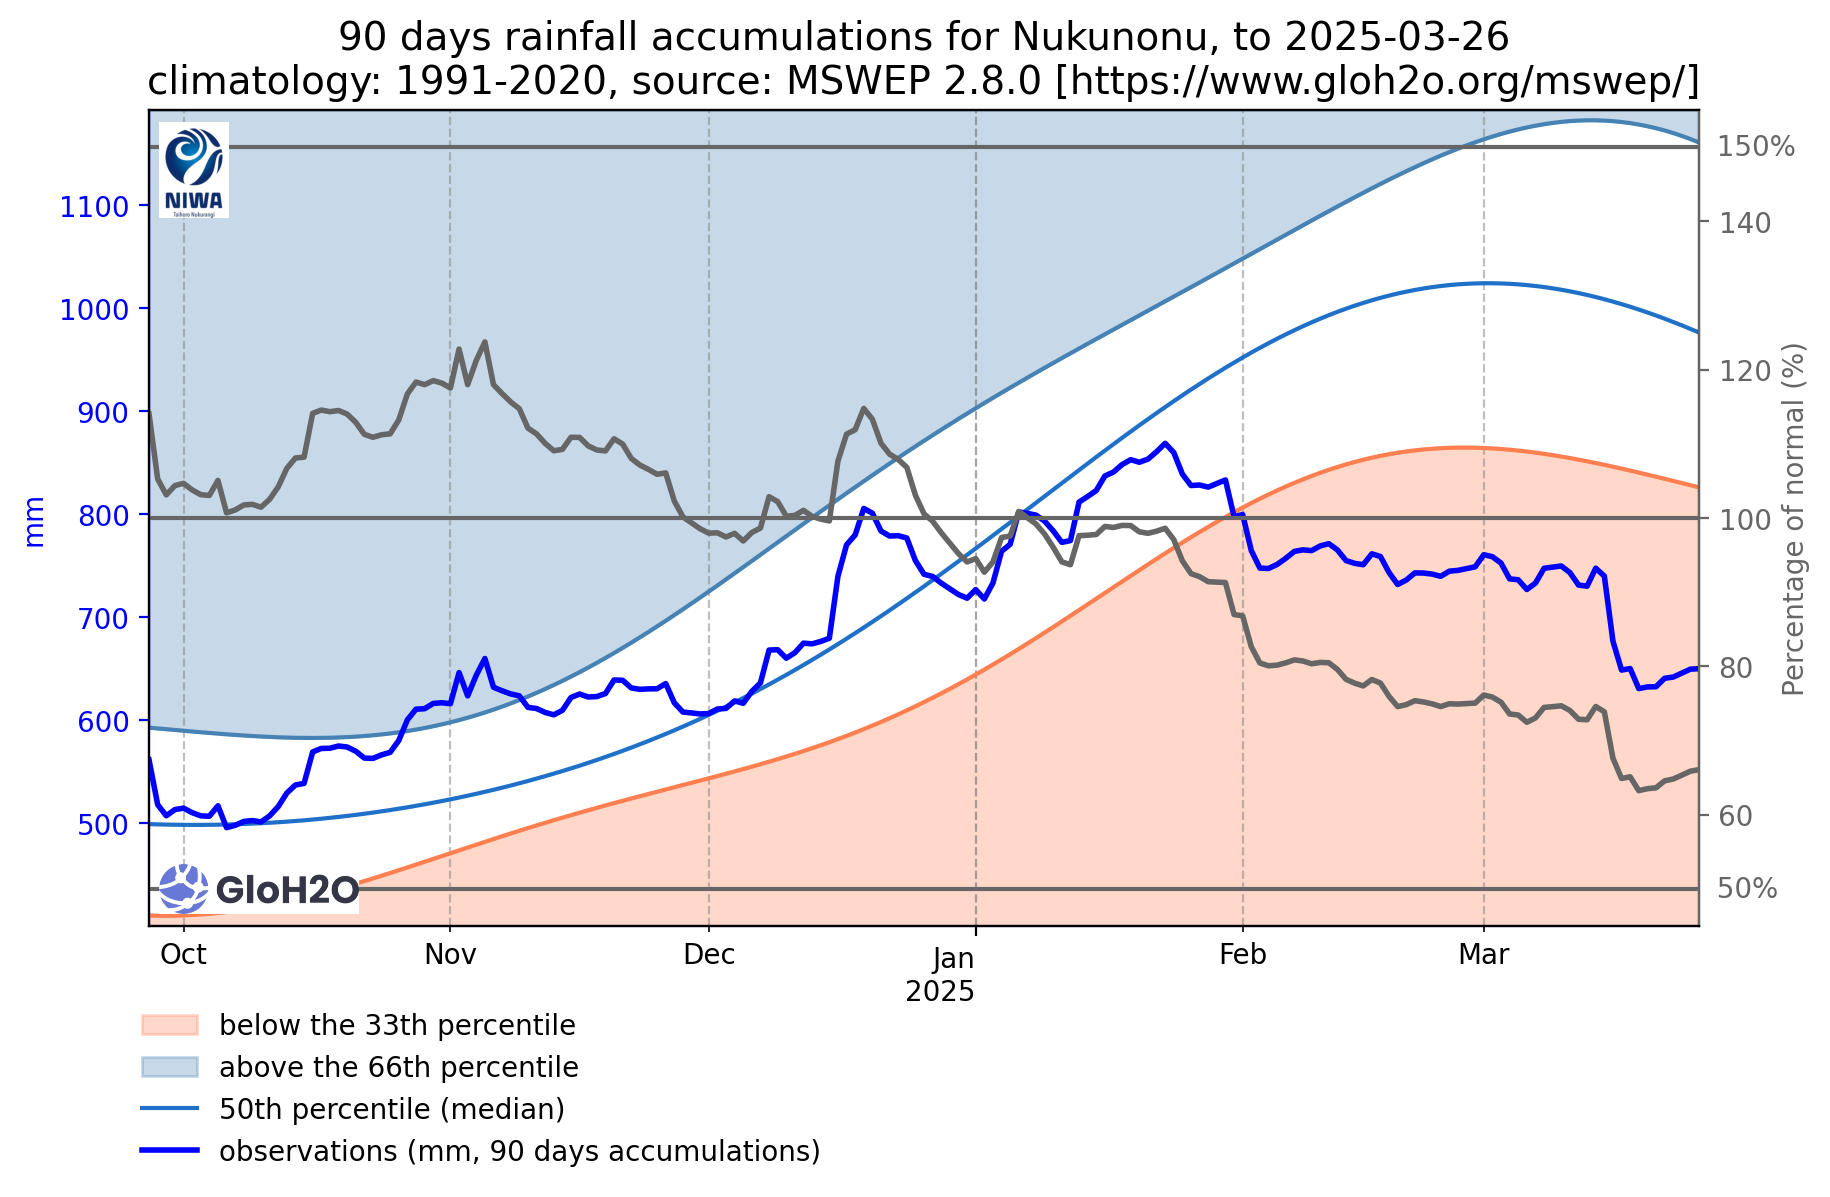 90 days rainfall accumulations for Nukunonu, to 2025-03-26
climatology: 1991-2020, source: MSWEP 2.8.0 [https://www.gloh2o.org/mswep/]
NIWA
Taihoro Nukurangi
1100
1000
900
800
700
600
500
mm
150%
140
120
100
80
60
50%
Percentage of normal (%)
GloH2O
Oct
Nov
Dec
Jan
2025
Feb
Mar
below the 33th percentile
above the 66th percentile
50th percentile (median)
observations (mm, 90 days accumulations)